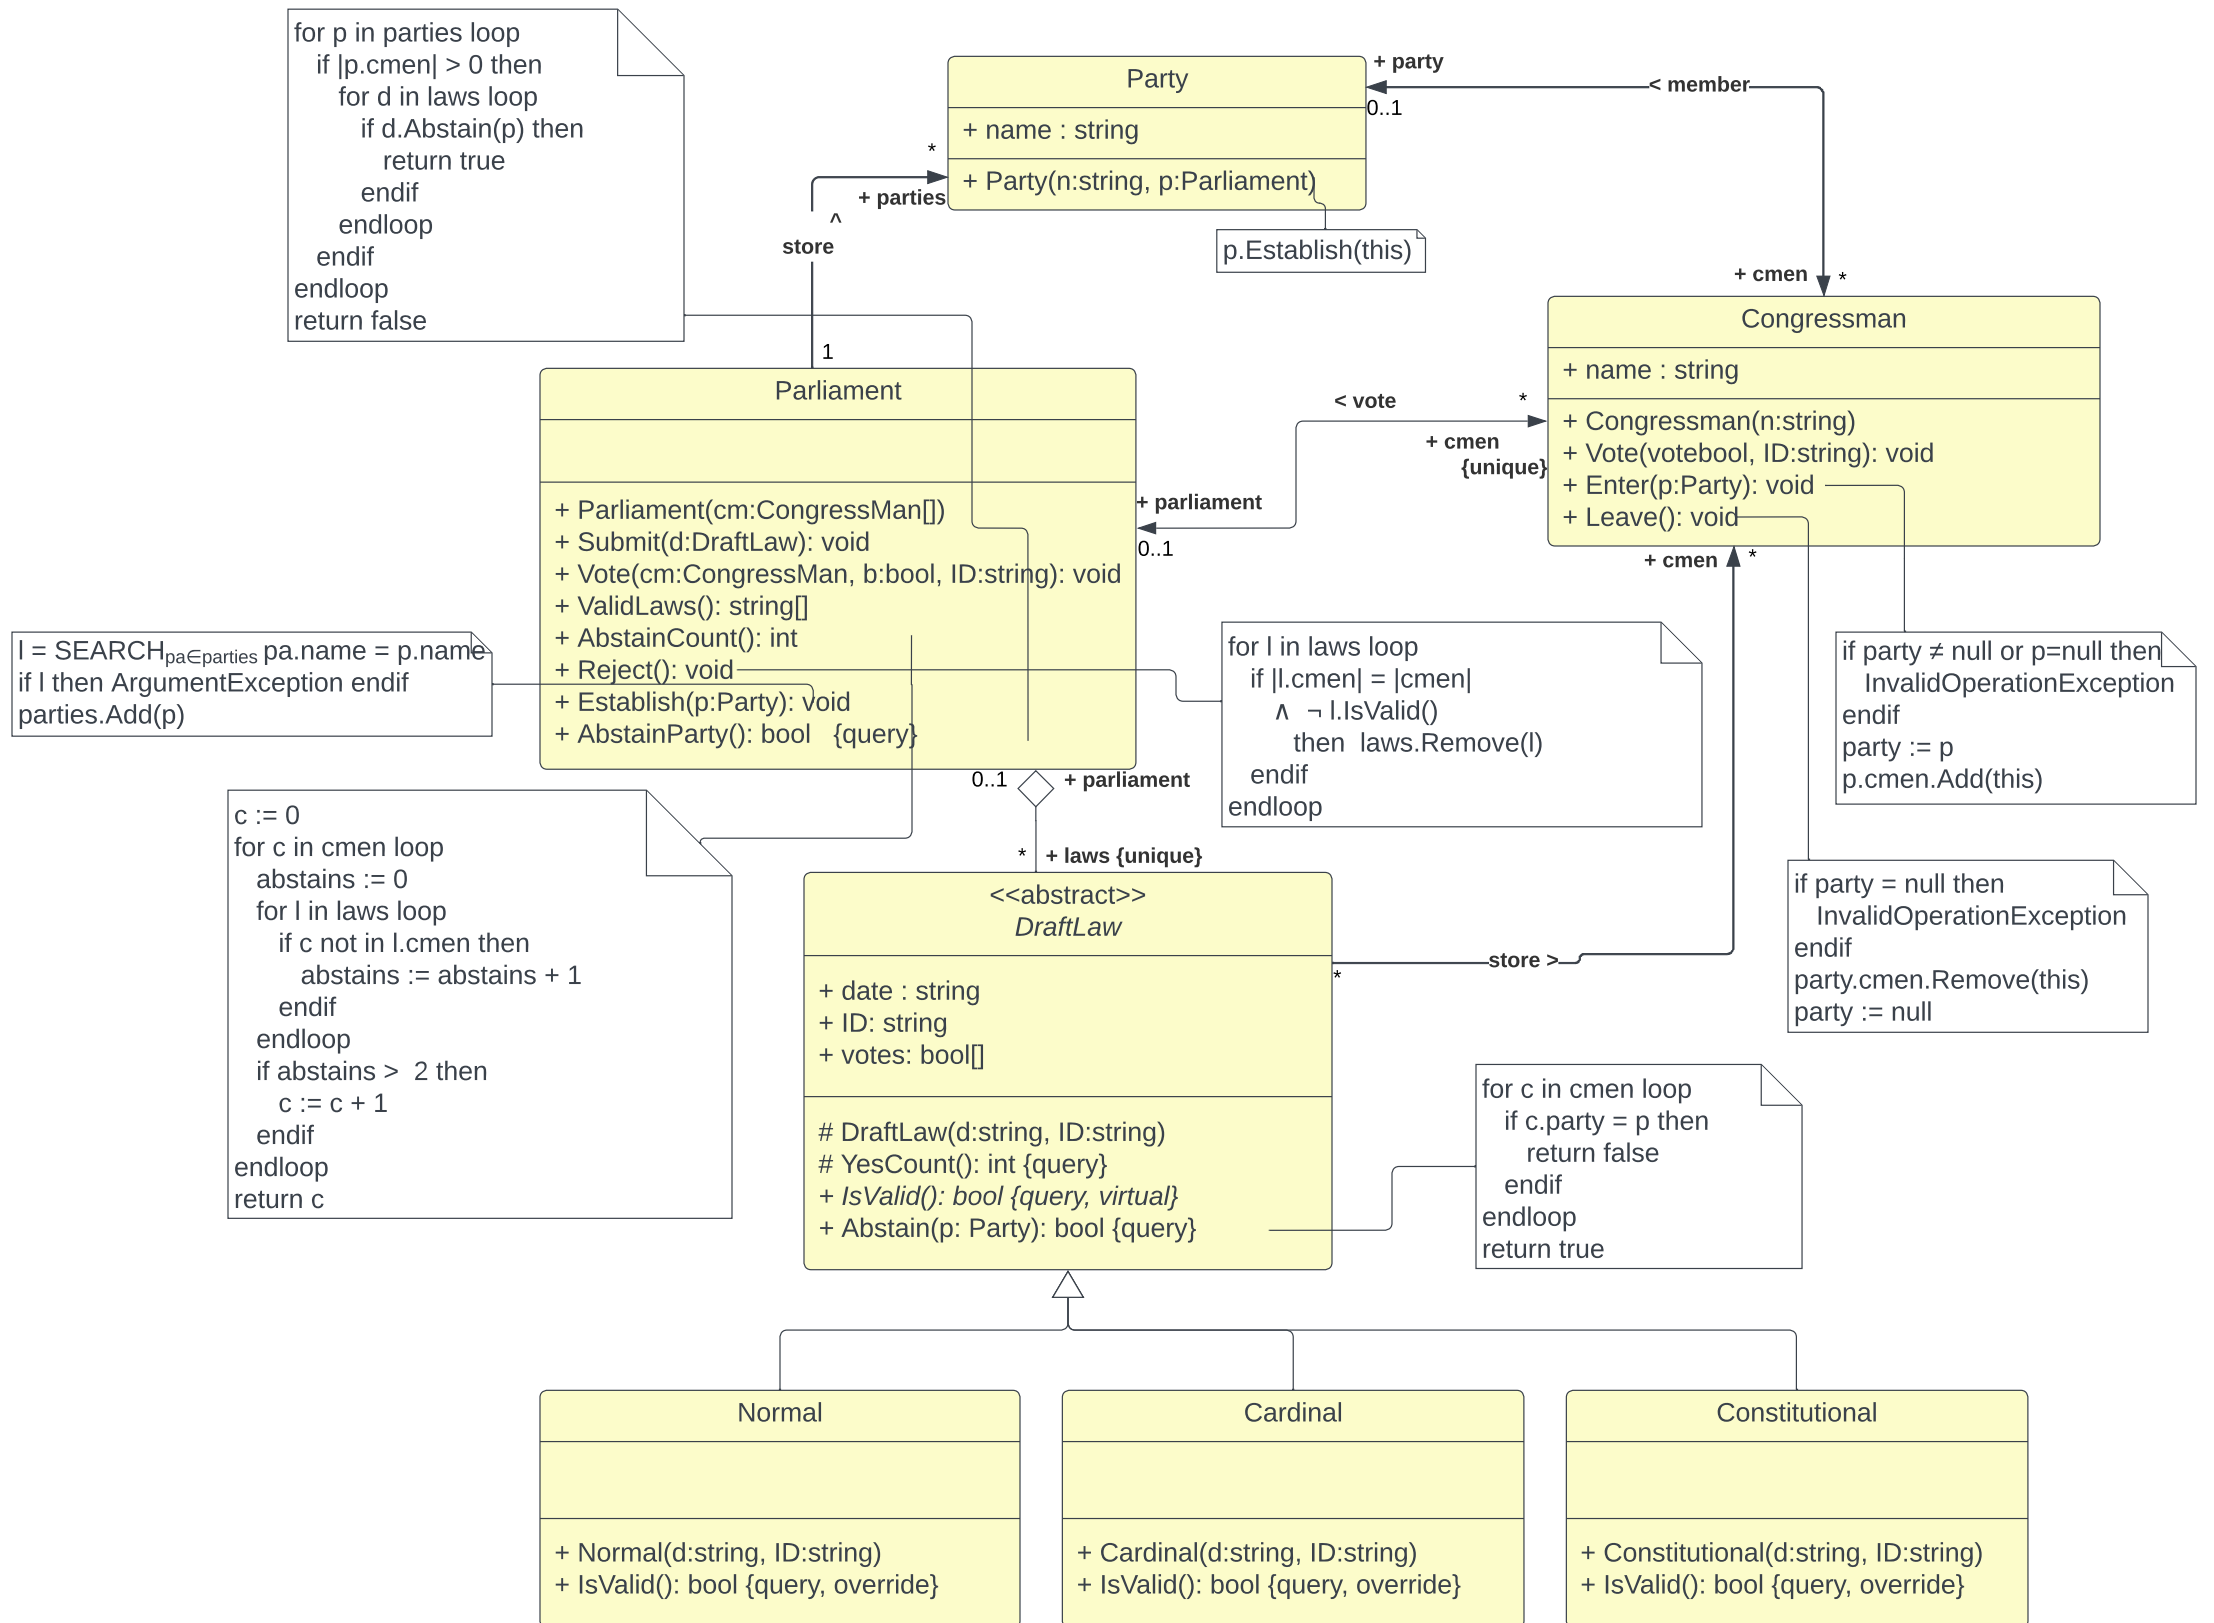 for p in parties loop
if |p.cmen| > 0 then
for d in laws loop
if d.Abstain(p) then
return true
endif
endloop
endif
endloop
return false
Party
+ name : string
+ Party(n:string, p:Parliament)
p.Establish(this)
+ party
0..1
< member
+ cmen
*
*
+ parties
^
store
1
Parliament
+ Parliament(cm:CongressMan[])
+ Submit(d:DraftLaw): void
+ Vote(cm:CongressMan, b:bool, ID:string): void
+ ValidLaws(): string[]
+ AbstainCount(): int
+ Reject(): void
+ Establish(p:Party): void
+ AbstainParty(): bool   {query}
< vote
*
+ cmen
{unique}
+ parliament
0..1
Congressman
+ name : string
+ Congressman(n:string)
+ Vote(votebool, ID:string): void
+ Enter(p:Party): void
+ Leave(): void
+ cmen
*
l = SEARCHpa∈parties pa.name = p.name
if l then ArgumentException endif
parties.Add(p)
for l in laws loop
if |l.cmen| = |cmen|
∧ ¬ l.IsValid()
then laws.Remove(l)
endif
endloop
if party ≠ null or p=null then
InvalidOperationException
endif
party := p
p.cmen.Add(this)
0..1
+ parliament
*
+ laws {unique}
c := 0
for c in cmen loop
abstains := 0
for l in laws loop
if c not in l.cmen then
abstains := abstains + 1
endif
endloop
if abstains > 2 then
c := c + 1
endif
endloop
return c
<<abstract>>
DraftLaw
+ date : string
+ ID: string
+ votes: bool[]
# DraftLaw(d:string, ID:string)
# YesCount(): int {query}
+ IsValid(): bool {query, virtual}
+ Abstain(p: Party): bool {query}
store >
*
if party = null then
InvalidOperationException
endif
party.cmen.Remove(this)
party := null
for c in cmen loop
if c.party = p then
return false
endif
endloop
return true
Normal
+ Normal(d:string, ID:string)
+ IsValid(): bool {query, override}
Cardinal
+ Cardinal(d:string, ID:string)
+ IsValid(): bool {query, override}
Constitutional
+ Constitutional(d:string, ID:string)
+ IsValid(): bool {query, override}